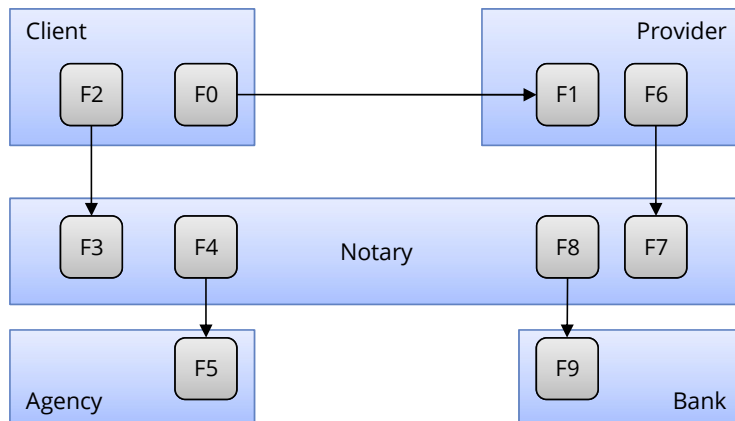 Client
Provider
F2
F0
F1
F6
F3
F4
Notary
F8
F7
F5
Agency
F9
Bank